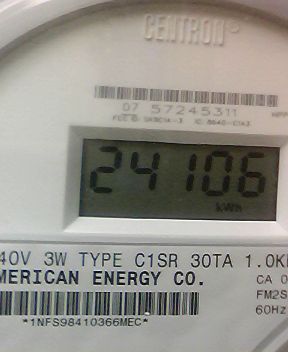 CENTRON®
07 57245311
24106
kWh
40V 3W TYPE C1SR 30TA 1.0K
MERICAN ENERGY CO.
CA 0
FM2S
60Hz
*1NFS98410366MEC*